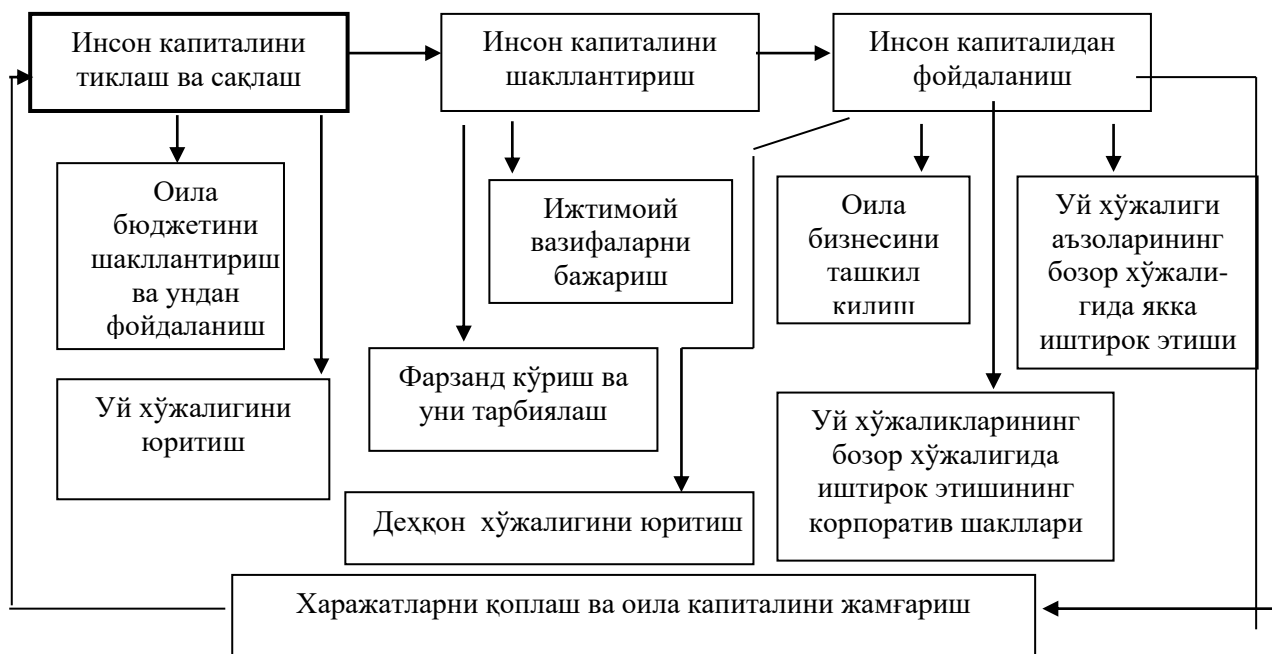 Инсон капиталини
тиклаш ва сақлаш
Инсон капиталини
шакллантириш
Инсон капиталидан
фойдаланиш
Оила
бюджетини
шакллантириш
ва ундан
фойдаланиш
Ижтимоий
вазифаларни
бажариш
Оила
бизнесини
ташкил
килиш
Уй хўжалиги
аъзоларининг
бозор хўжали-
гида якка
иштирок этиши
Уй хўжалигини
юритиш
Фарзанд кўриш ва
уни тарбиялаш
Уй хўжаликларининг
бозор хўжалигида
иштирок этишининг
корпоратив шакллари
Деҳқон хўжалигини юритиш
Харажатларни қоплаш ва оила капиталини жамғариш